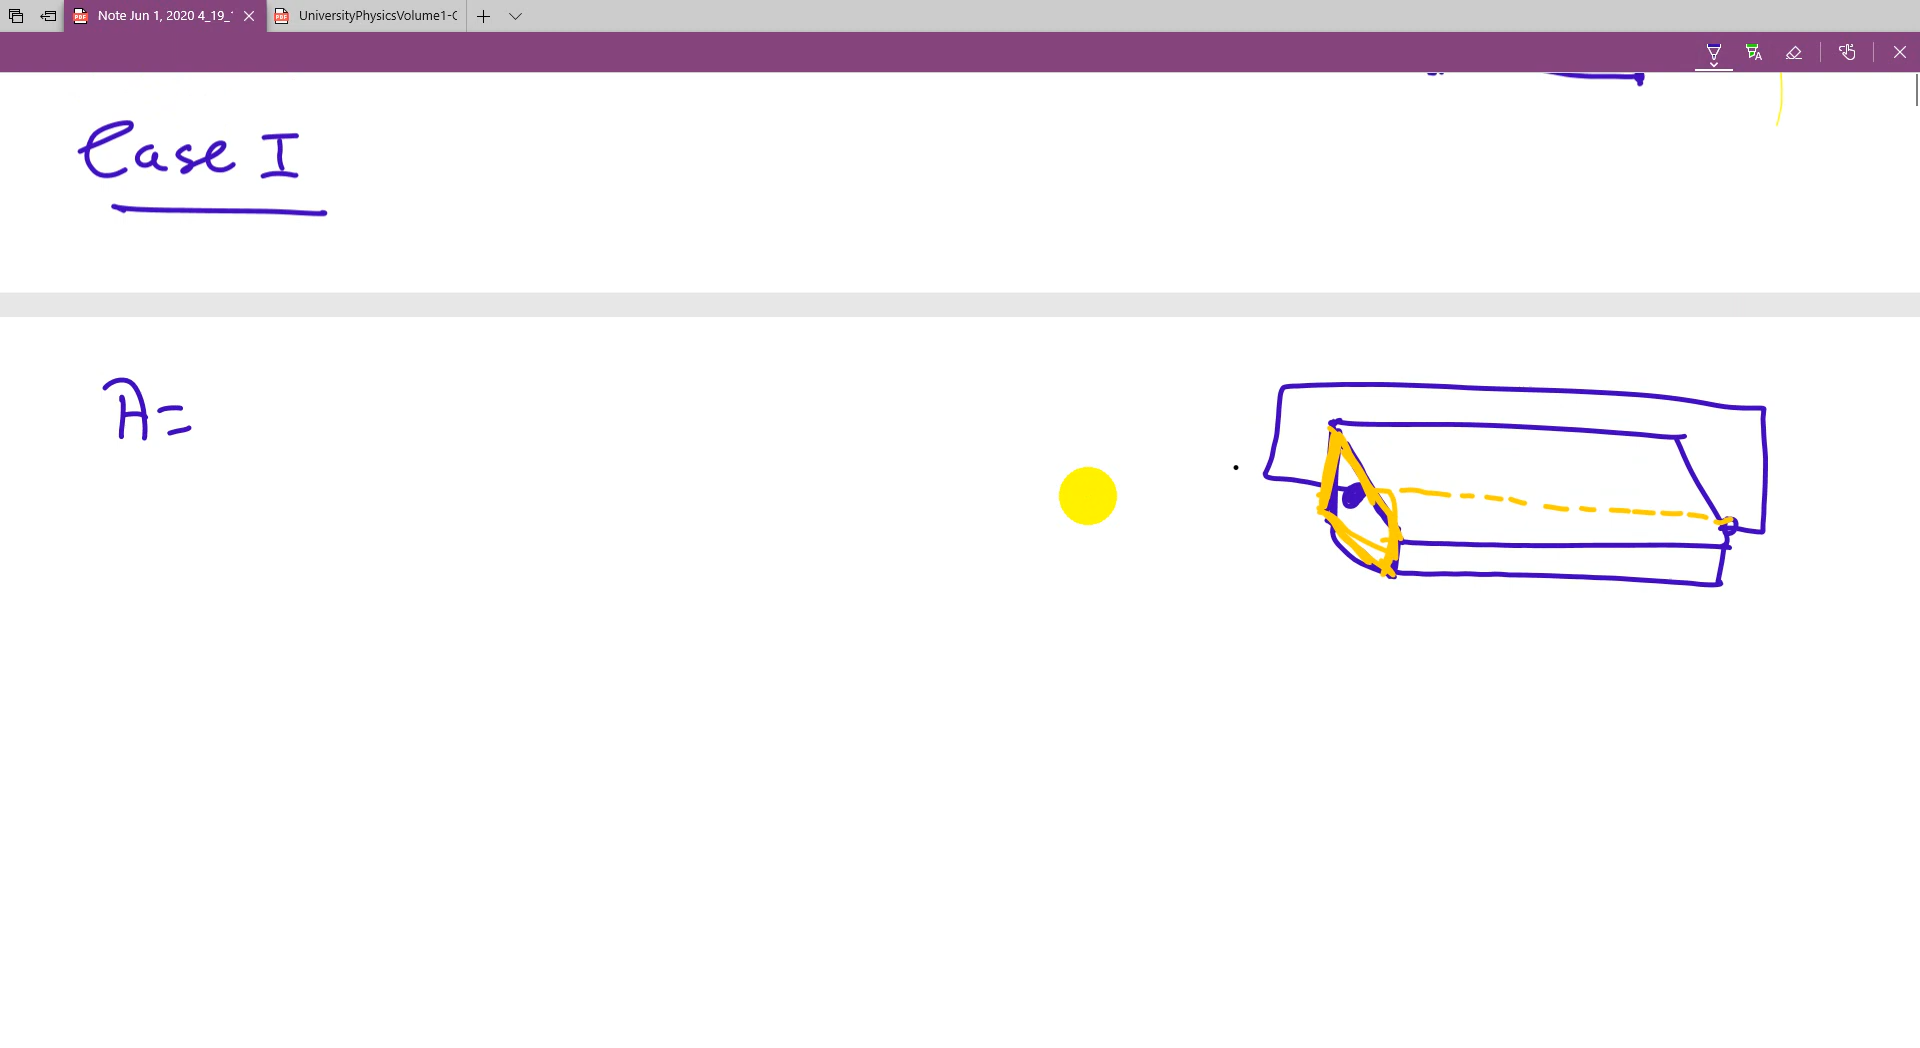 Note Jun 1, 2020 4_19_
UniversityPhysicsVolume1-
Case I
A=